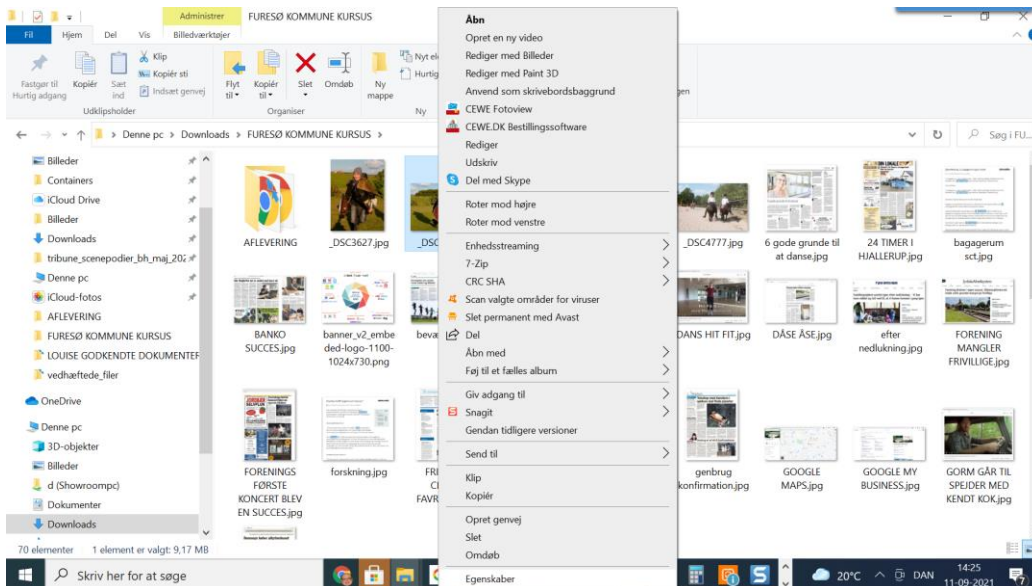 Administrer
FURESØ KOMMUNE KURSUS
Fil
Hjem
Del
Vis
Billedværktøjer
Fastgør til
Hurtig adgang
Kopiér
Sæt
ind
Klip
Kopiér sti
Indsæt genvej
Udklipsholder
Flyt
til
Kopiér
til
Slet
Omdøb
Organiser
Ny
mappe
Nyt
Hurtig
Ny
Denne pc > Downloads > FURESØ KOMMUNE KURSUS >
Søg i FU...
Billeder
Containers
iCloud Drive
Billeder
Downloads
tribune_scenepodier_bh_maj_202
Denne pc
iCloud-fotos
AFLEVERING
FURESØ KOMMUNE KURSUS
LOUISE GODKENDTE DOKUMENTER
vedhæftede_filer
OneDrive
Denne pc
3D-objekter
Billeder
d (Showroompc)
Dokumenter
Downloads
Åbn
Opret en ny video
Rediger med Billeder
Rediger med Paint 3D
Anvend som skrivebordsbaggrund
CEWE Fotoview
CEWE.DK Bestillingssoftware
Rediger
Udskriv
Del med Skype
Roter mod højre
Roter mod venstre
Enhedsstreaming
7-Zip
CRC SHA
Scan valgte områder for viruser
Slet permanent med Avast
Del
Åbn med
Føj til et fælles album
Giv adgang til
Snagit
Gendan tidligere versioner
Send til
Klip
Kopiér
Opret genvej
Slet
Omdøb
Egenskaber
AFLEVERING
_DSC3627.jpg
_DSC4777.jpg
6 gode grunde til
at danse.jpg
24 TIMER I
HJALLERUP.jpg
bagagerum
sct.jpg
BANKO
SUCCES.jpg
banner_v2_embe
ded-logo-1100-
1024x730.png
DANS HIT FIT.jpg
DÅSE ÅSE.jpg
efter
nedlukning.jpg
FORENING
MANGLER
FRIVILLIGE.jpg
FORENINGS
FØRSTE
KONCERT BLEV
EN SUCCES.jpg
forskning.jpg
genbrug
konfirmation.jpg
GOOGLE
MAPS.jpg
GOOGLE MY
BUSINESS.jpg
GORM GÅR TIL
SPEJDER MED
KENDT KOK.jpg
70 elementer
1 element er valgt: 9,17 MB
Skriv her for at søge
20°C
DAN
14:25
11-09-2021